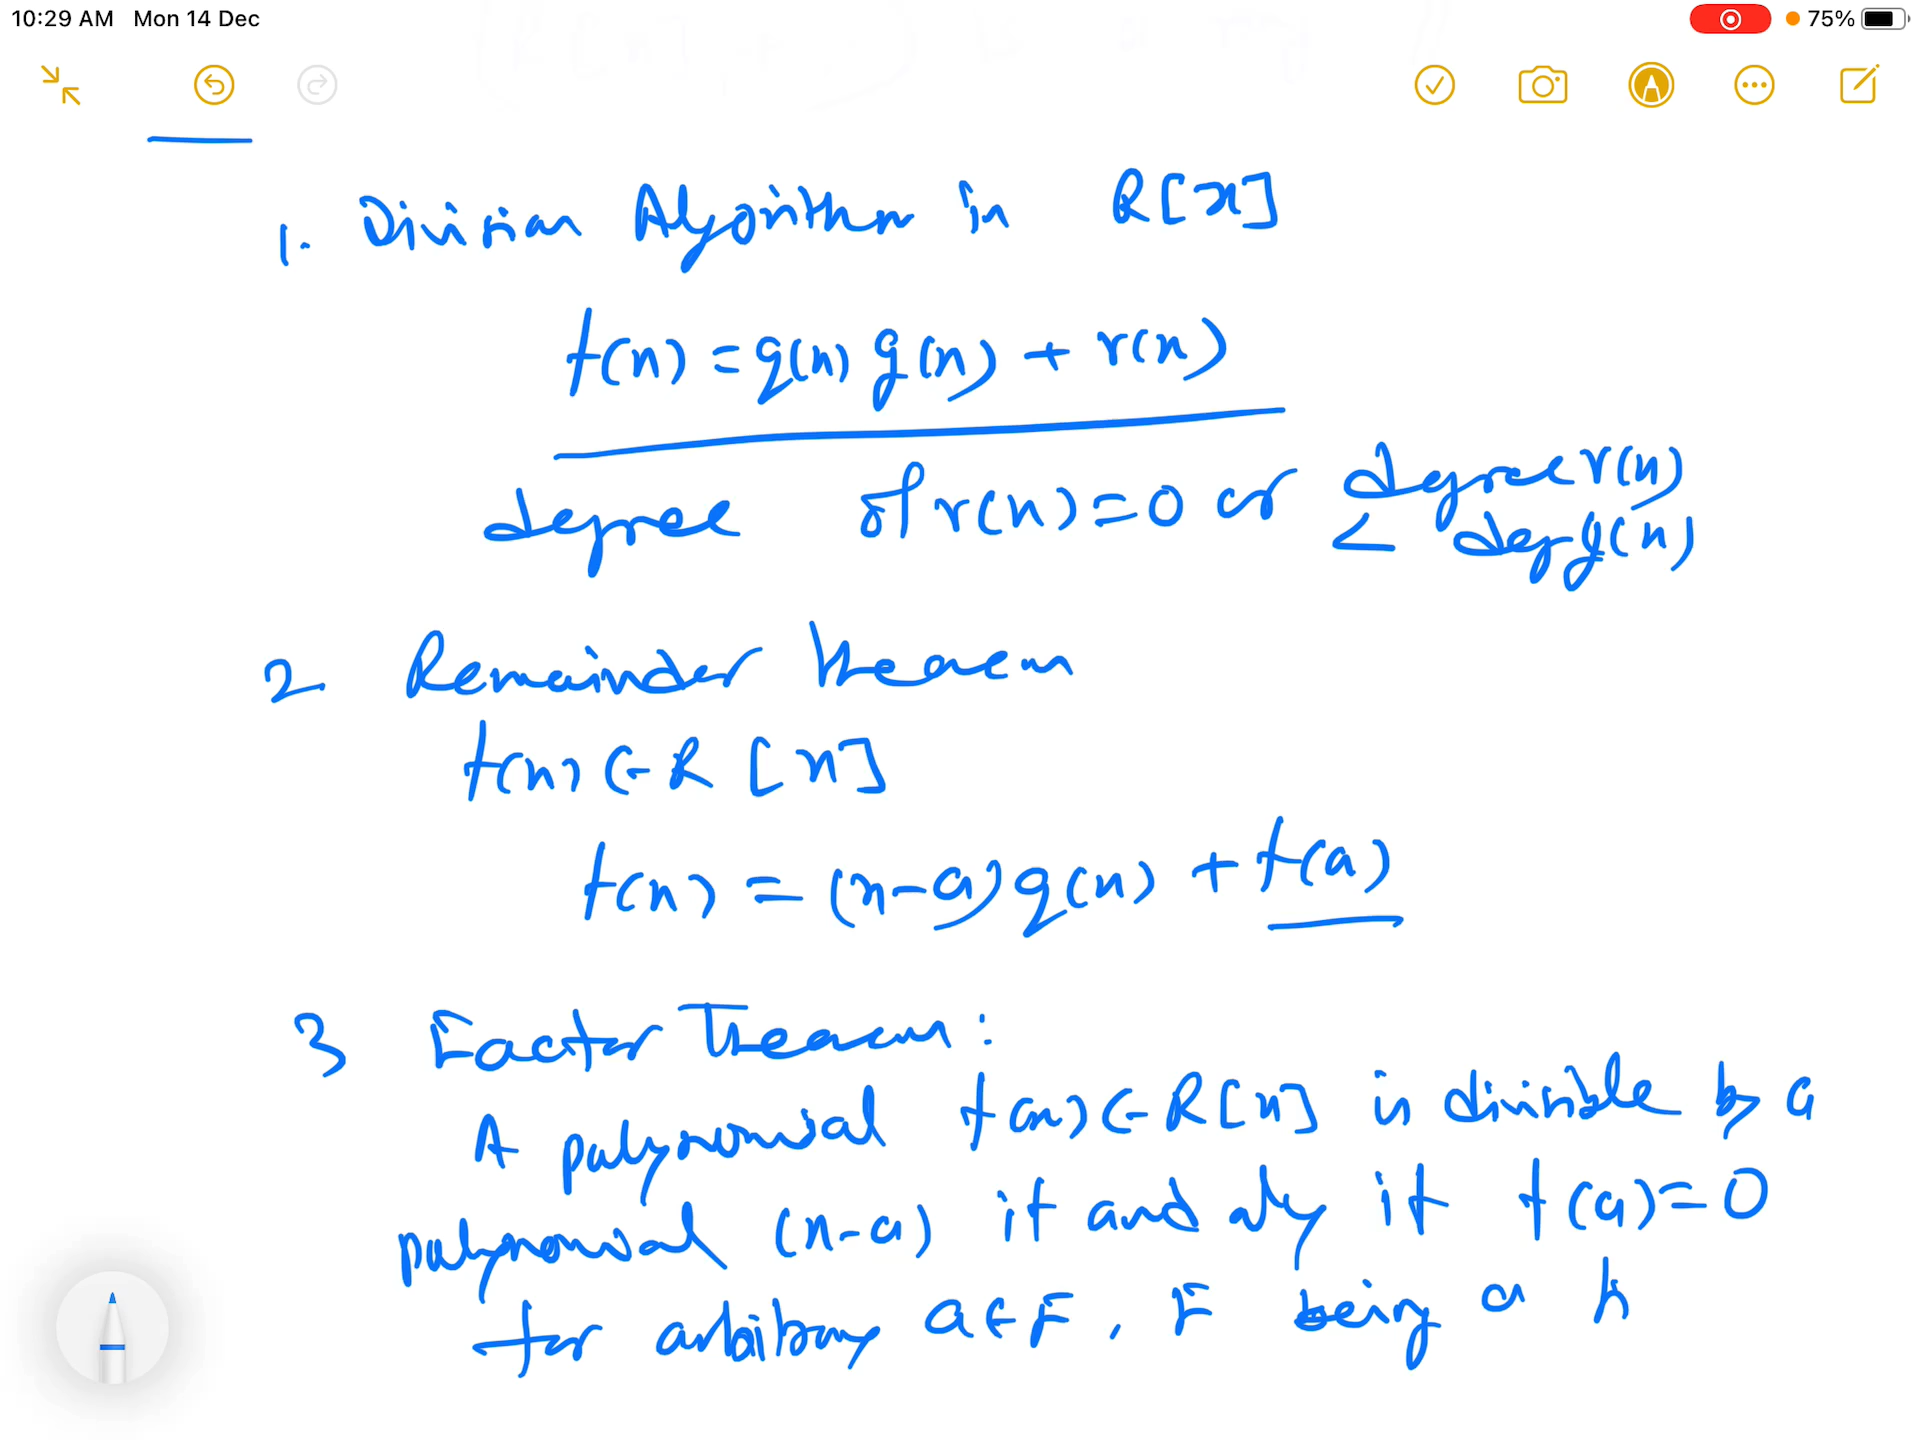 10:29 AM Mon 14 Dec 75%
1. Division Algorithm in R[x]
f(x) = q(x) g(x) + r(x)
degree of r(x) = 0 or degree r(x)
< deg g(x)
2 Remainder theorem
f(x) ∈ R[x]
f(x) = (x-a) q(x) + f(a)
3 Factor Theorem:
A polynomial f(x) ∈ R[x] is divisible by a
polynomial (x-a) if and only if f(a) = 0
for arbitrary a ∈ F, F being a